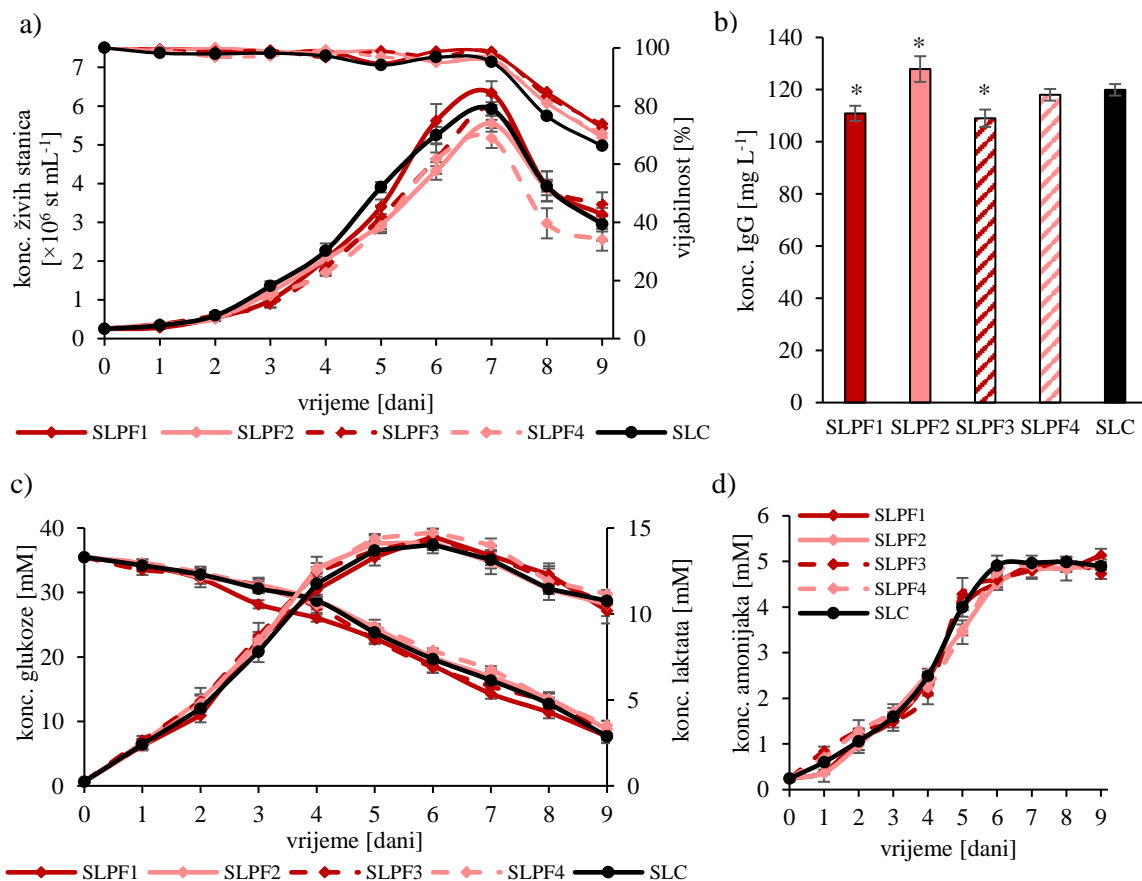 a)
konc. živih stanica
[×10⁶ st mL⁻¹]
7
6
5
4
3
2
1
0
100
80
60
40
20
0
vijabilnost [%]
0 1 2 3 4 5 6 7 8 9
vrijeme [dani]
SLPF1 SLPF2 SLPF3 SLPF4 SLC
b)
konc. IgG [mg L⁻¹]
140
120
100
80
60
40
20
0
* * *
SLPF1 SLPF2 SLPF3 SLPF4 SLC
c)
konc. glukoze [mM]
40
30
20
10
0
15
10
5
0
konc. laktata [mM]
0 1 2 3 4 5 6 7 8 9
vrijeme [dani]
SLPF1 SLPF2 SLPF3 SLPF4 SLC
d)
konc. amonijaka [mM]
6
5
4
3
2
1
0
SLPF1
SLPF2
SLPF3
SLPF4
SLC
0 1 2 3 4 5 6 7 8 9
vrijeme [dani]